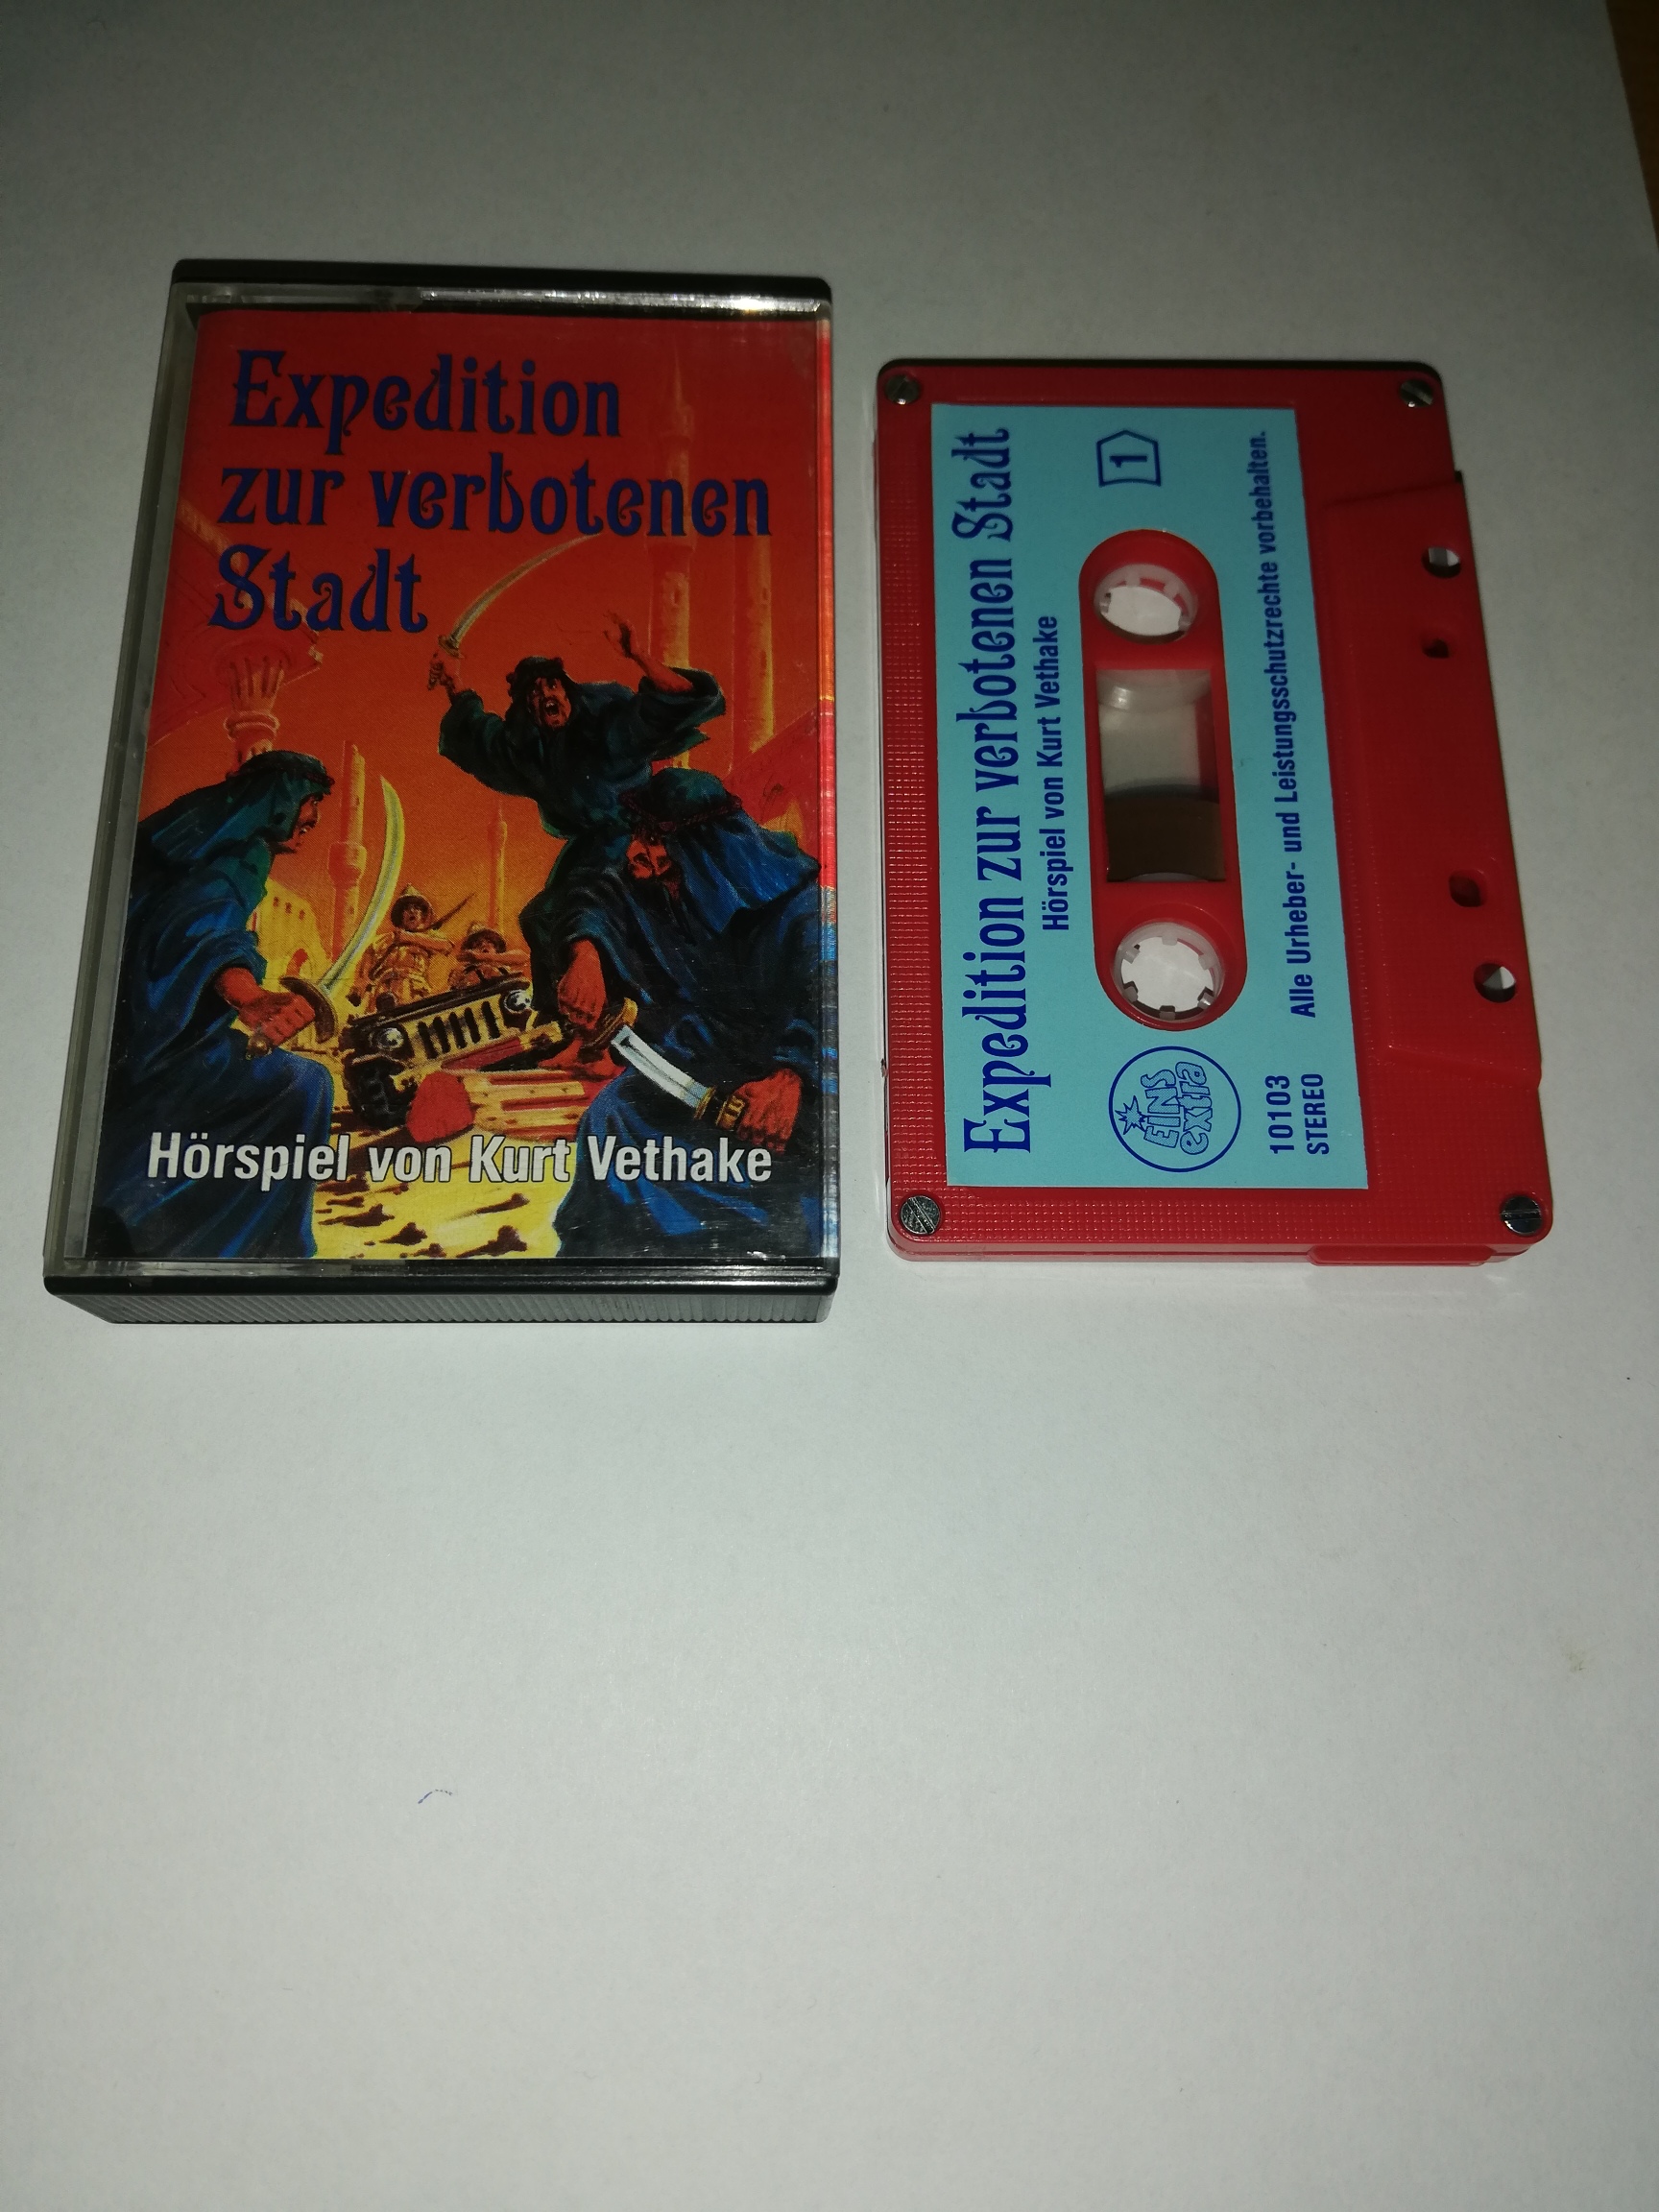 Expedition
zur verbotenen
Stadt
Hörspiel von Kurt Vethake
Expedition zur verbotenen Stadt
Hörspiel von Kurt Vethake
1
EINS
extra
10103
STEREO
Alle Urheber- und Leistungsschutzrechte vorbehalten.